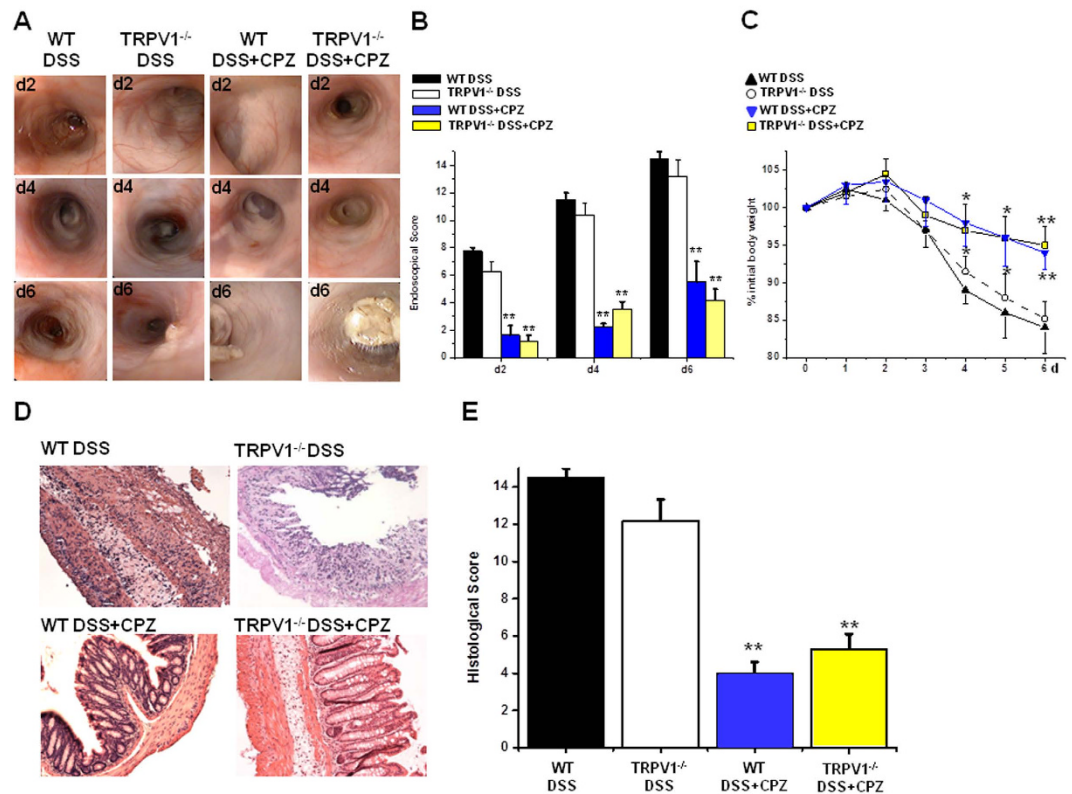 A
WT
DSS
TRPV1-/-
DSS
WT
DSS+CPZ
TRPV1-/-
DSS+CPZ
d2
d2
d2
d2
d4
d4
d4
d4
d6
d6
d6
d6
B
WT DSS
TRPV1-/- DSS
WT DSS+CPZ
TRPV1-/- DSS+CPZ
Endoscopical Score
14
12
10
8
6
4
2
0
**
**
**
**
**
**
d2
d4
d6
C
WT DSS
TRPV1-/- DSS
WT DSS+CPZ
TRPV1-/- DSS+CPZ
% initial body weight
105
100
95
90
85
80
*
*
**
*
*
**
0
1
2
3
4
5
6
d
D
WT DSS
TRPV1-/-DSS
WT DSS+CPZ
TRPV1-/-DSS+CPZ
E
Histological Score
14
12
10
8
6
4
2
0
**
**
WT
DSS
TRPV1-/-
DSS
WT
DSS+CPZ
TRPV1-/-
DSS+CPZ